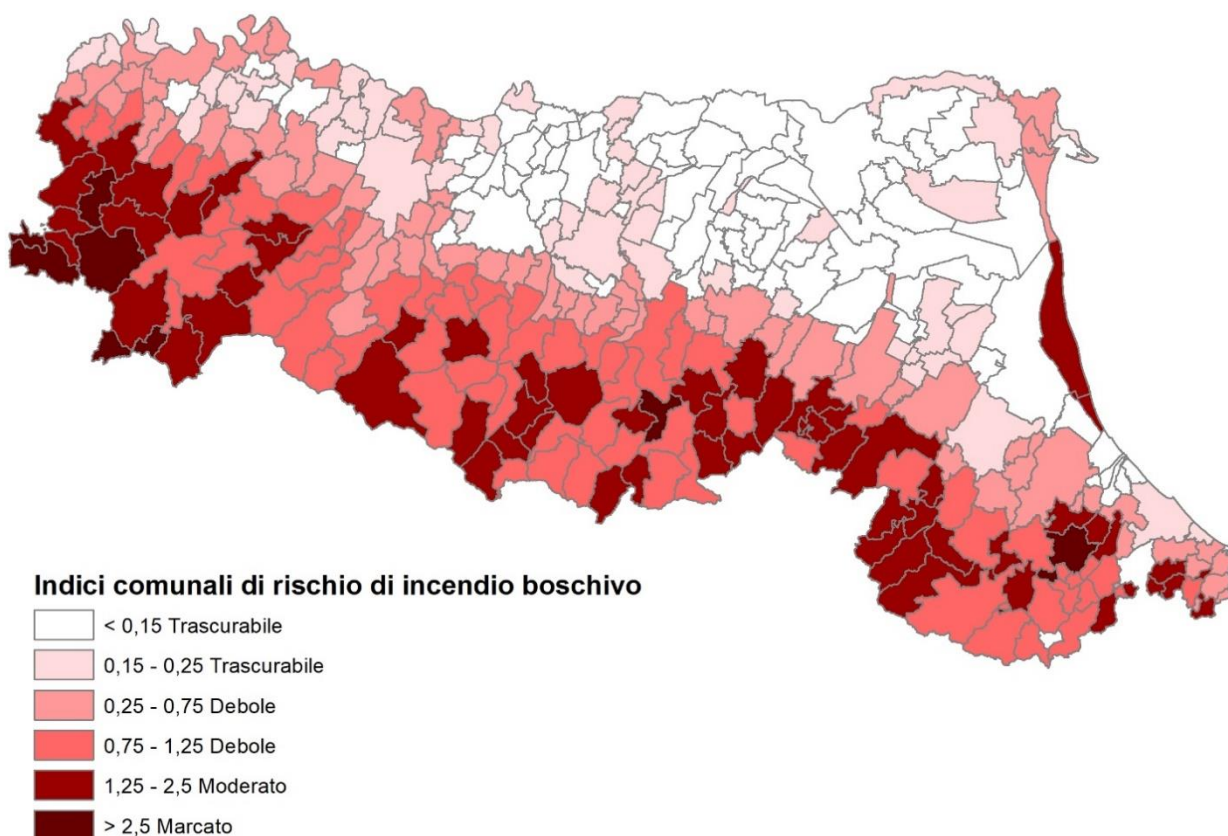 Indici comunali di rischio di incendio boschivo
< 0,15 Trascurabile
0,15 - 0,25 Trascurabile
0,25 - 0,75 Debole
0,75 - 1,25 Debole
1,25 - 2,5 Moderato
> 2,5 Marcato